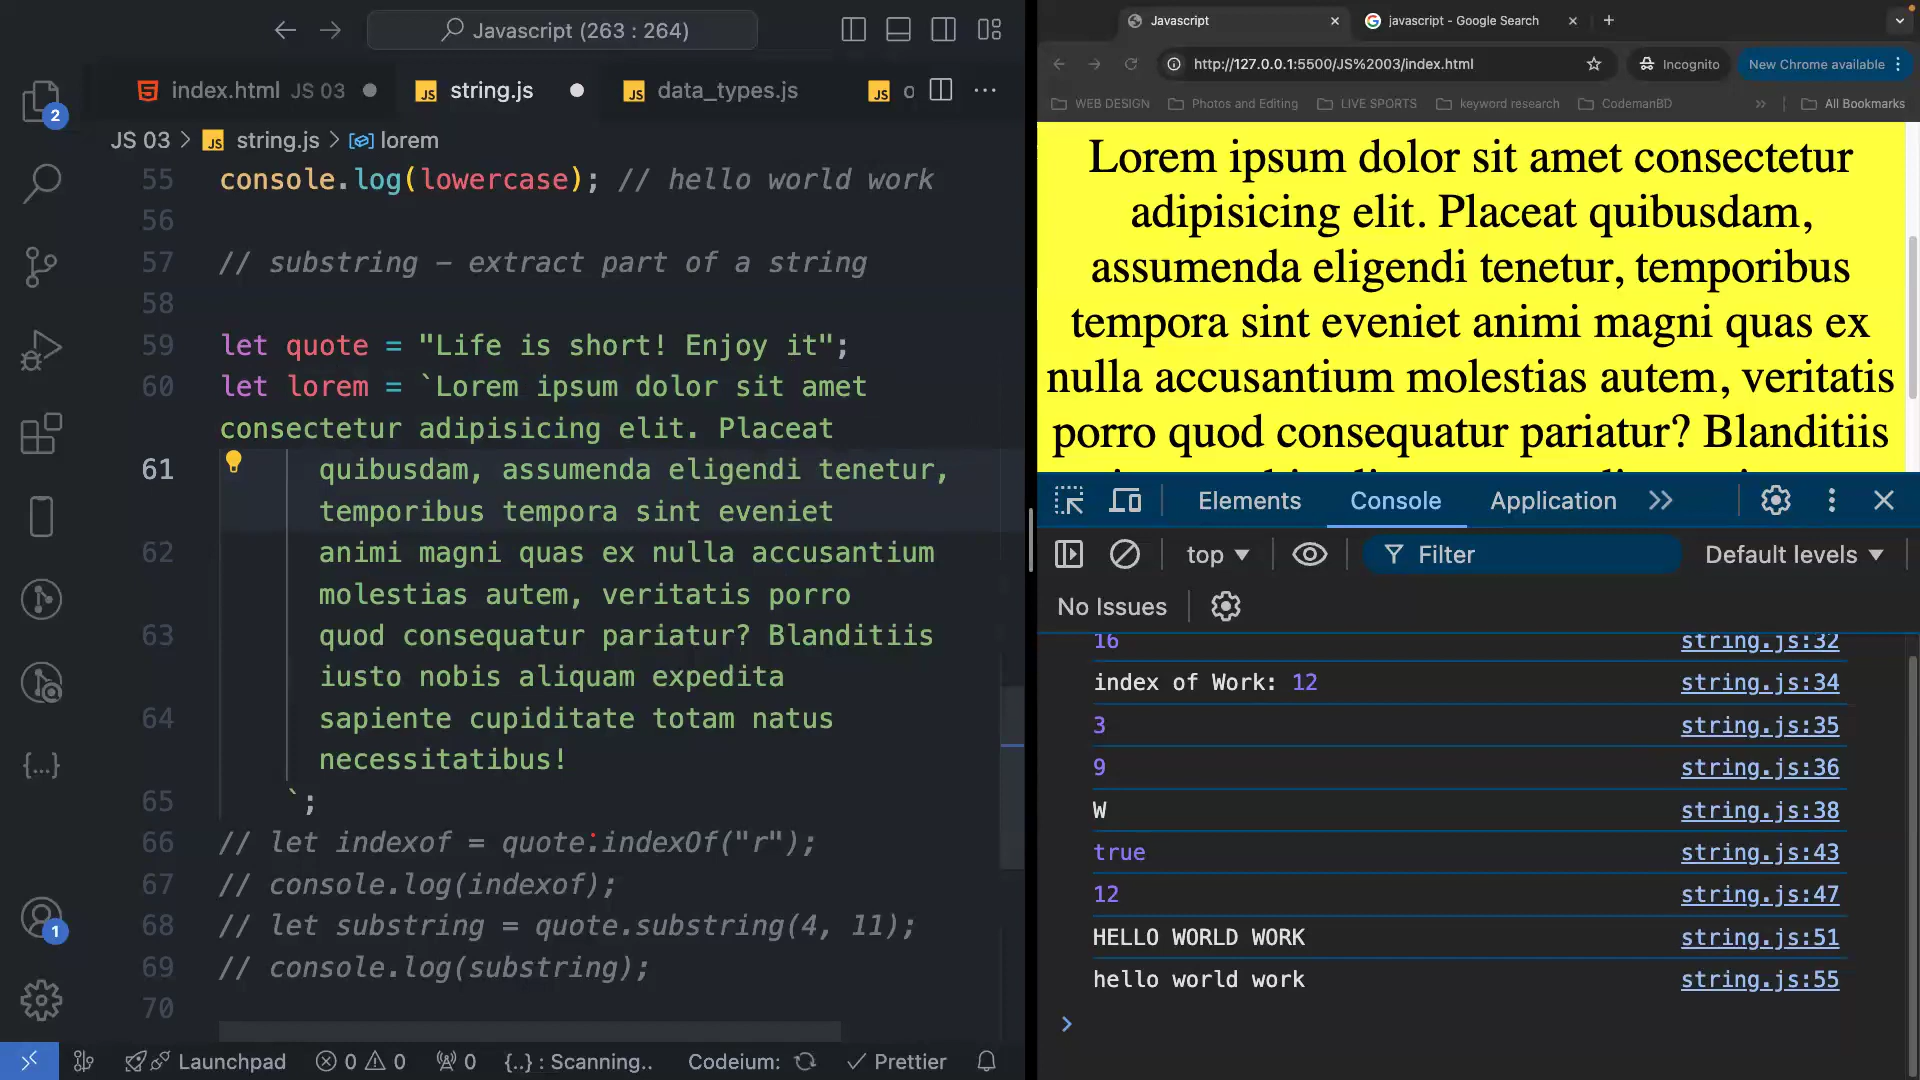 Javascript (263 : 264)
index.html JS 03
JS string.js
JS data_types.js
JS
2
JS 03 > JS string.js > lorem
55 console.log(lowercase); // hello world work
56
57 // substring - extract part of a string
58
59 let quote = "Life is short! Enjoy it";
60 let lorem = `Lorem ipsum dolor sit amet
consectetur adipisicing elit. Placeat
61 quibusdam, assumenda eligendi tenetur,
temporibus tempora sint eveniet
62 animi magni quas ex nulla accusantium
molestias autem, veritatis porro
63 quod consequatur pariatur? Blanditiis
iusto nobis aliquam expedita
64 sapiente cupiditate totam natus
necessitatibus!
65 `;
66 // let indexof = quote.indexOf("r");
67 // console.log(indexof);
68 // let substring = quote.substring(4, 11);
69 // console.log(substring);
70
1
Launchpad 0 0 0 {..} : Scanning.. Codeium: Prettier
Javascript
javascript - Google Search
http://127.0.0.1:5500/JS%2003/index.html
Incognito
New Chrome available
WEB DESIGN
Photos and Editing
LIVE SPORTS
keyword research
CodemanBD
All Bookmarks
Lorem ipsum dolor sit amet consectetur
adipisicing elit. Placeat quibusdam,
assumenda eligendi tenetur, temporibus
tempora sint eveniet animi magni quas ex
nulla accusantium molestias autem, veritatis
porro quod consequatur pariatur? Blanditiis
Elements Console Application
top Filter Default levels
No Issues
16 string.js:32
index of Work: 12 string.js:34
3 string.js:35
9 string.js:36
W string.js:38
true string.js:43
12 string.js:47
HELLO WORLD WORK string.js:51
hello world work string.js:55